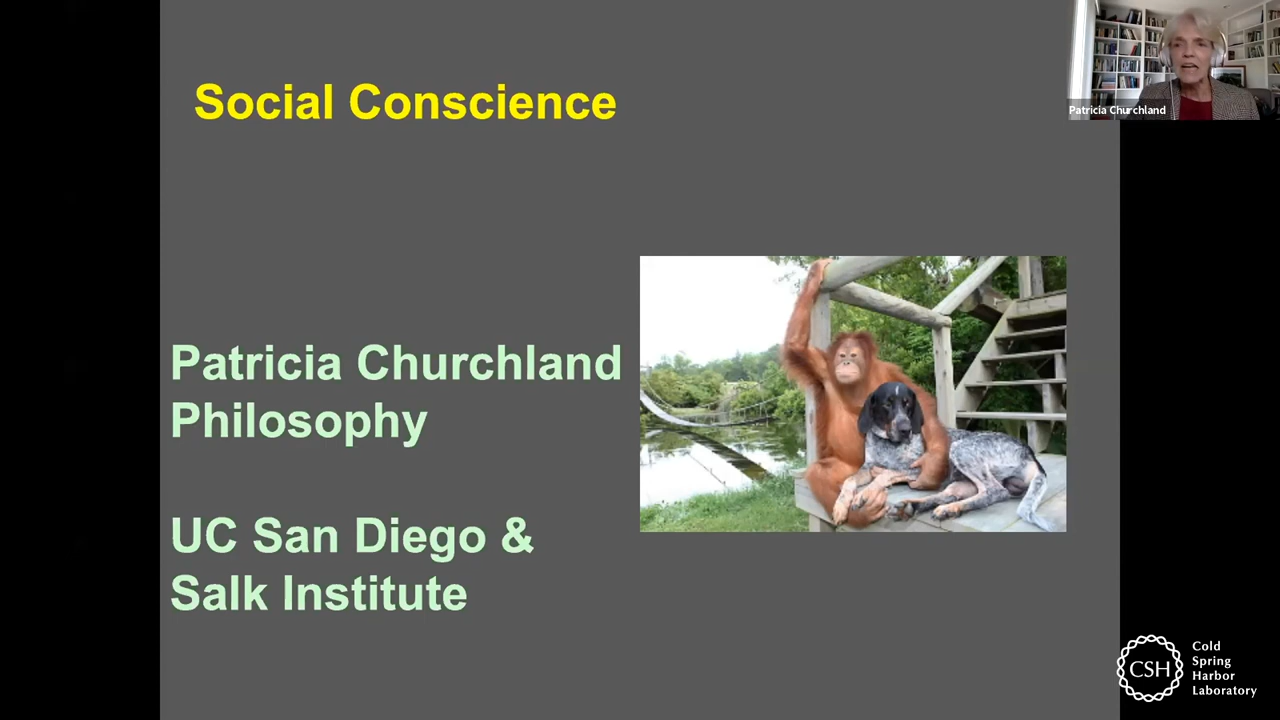 Social Conscience
Patricia Churchland
Patricia Churchland
Philosophy
UC San Diego &
Salk Institute
CSH
Cold
Spring
Harbor
Laboratory